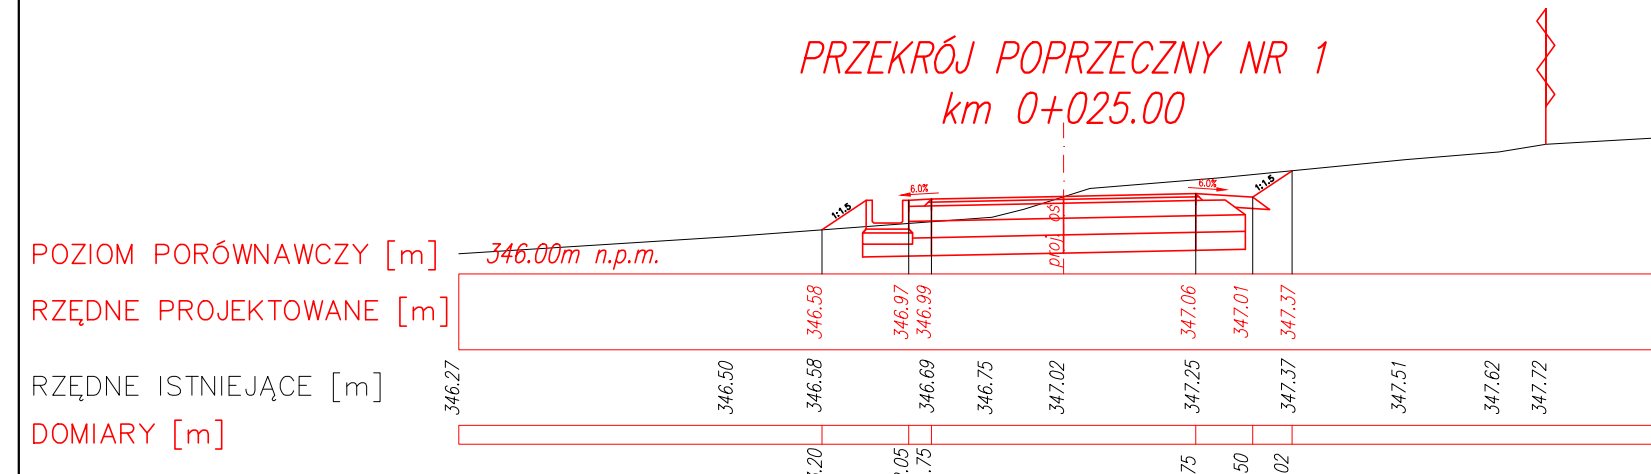 PRZEKRÓJ POPRZECZNY NR 1
km 0+025.00
1:1.5
6.0%
6.0%
1:1.5
proj. oś
POZIOM PORÓWNAWCZY [m] 346.00m n.p.m.
RZĘDNE PROJEKTOWANE [m] 346.58 346.97 346.99 347.06 347.01 347.37
RZĘDNE ISTNIEJĄCE [m] 346.27 346.50 346.58 346.69 346.75 347.02 347.25 347.37 347.51 347.62 347.72
DOMIARY [m]